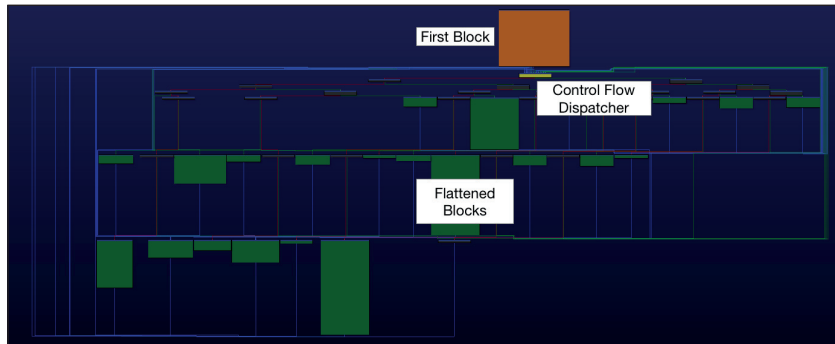 First Block
Control Flow
Dispatcher
Flattened
Blocks